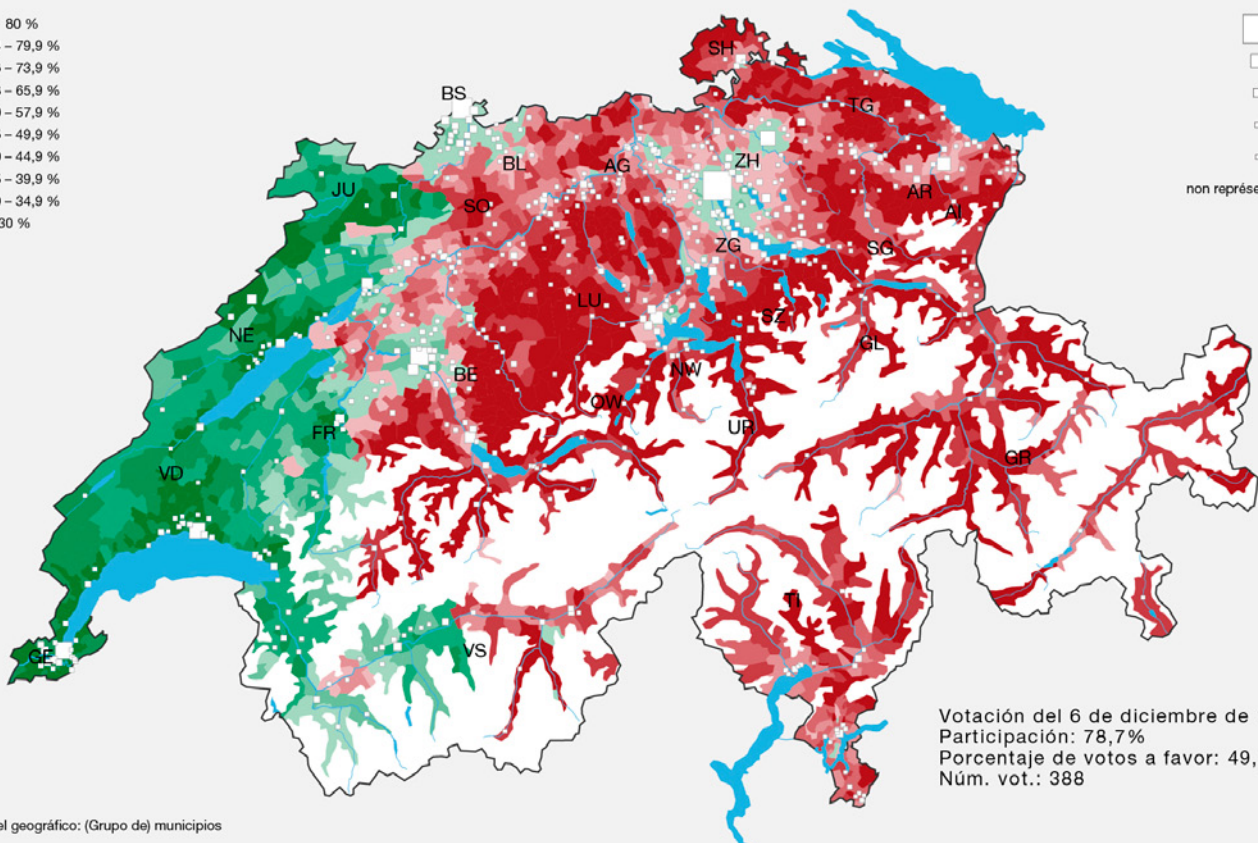 80 %
– 79,9 %
– 73,9 %
– 65,9 %
– 57,9 %
– 49,9 %
– 44,9 %
– 39,9 %
– 34,9 %
30 %
SH
BS
TG
BL
AG
ZH
JU
SO
AR
AI
ZG
SG
LU
SZ
NE
GL
BE
NW
OW
UR
FR
GR
VD
TI
VS
GE
non
Votación del 6 de diciembre de
Participación: 78,7%
Porcentaje de votos a favor: 49,
Núm. vot.: 388
geográfico: (Grupo de) municipios